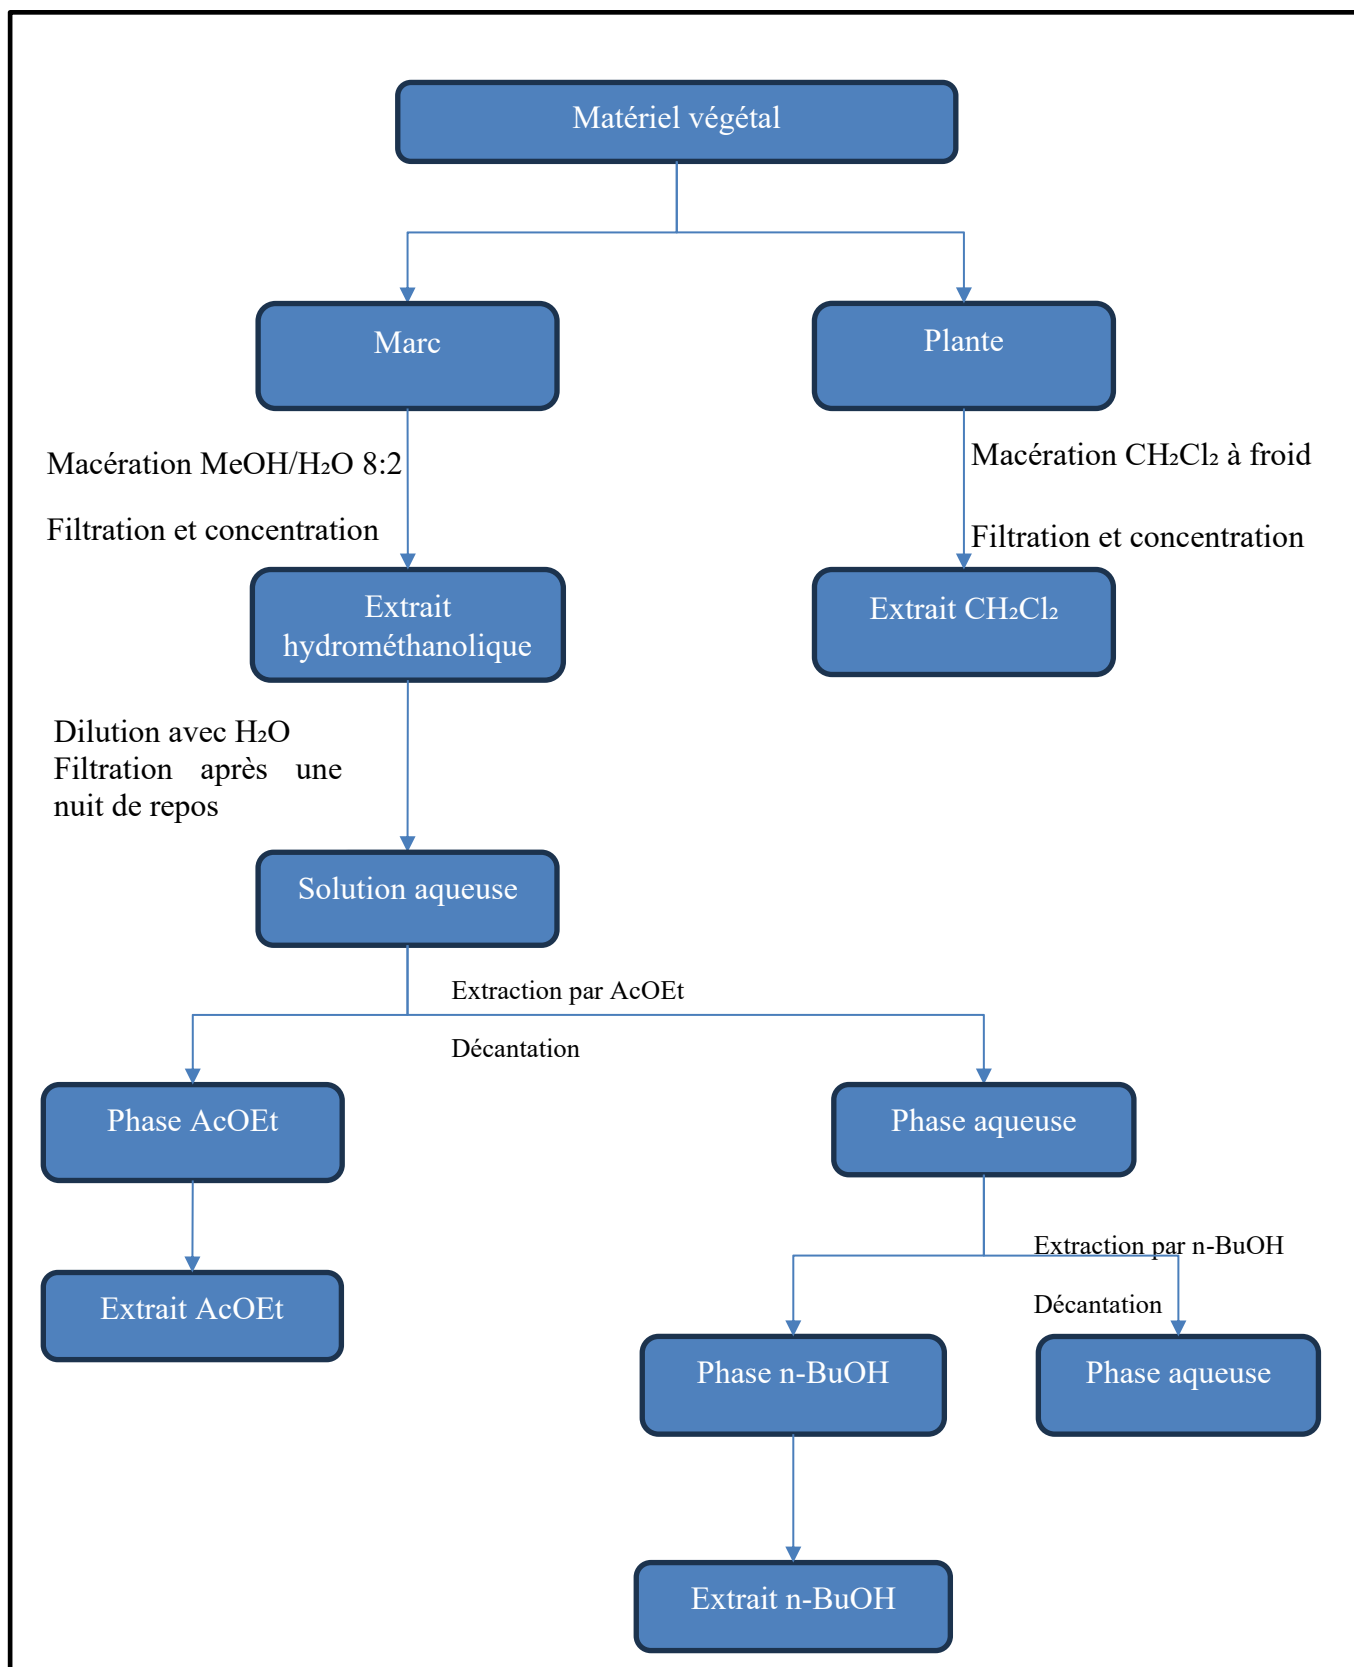 Matériel végétal
Marc
Plante
Macération MeOH/H₂O 8:2
Macération CH₂Cl₂ à froid
Filtration et concentration
Filtration et concentration
Extrait
hydrométhanolique
Extrait CH₂Cl₂
Dilution avec H₂O
Filtration après une
nuit de repos
Solution aqueuse
Extraction par AcOEt
Décantation
Phase AcOEt
Phase aqueuse
Extraction par n-BuOH
Extrait AcOEt
Décantation
Phase n-BuOH
Phase aqueuse
Extrait n-BuOH